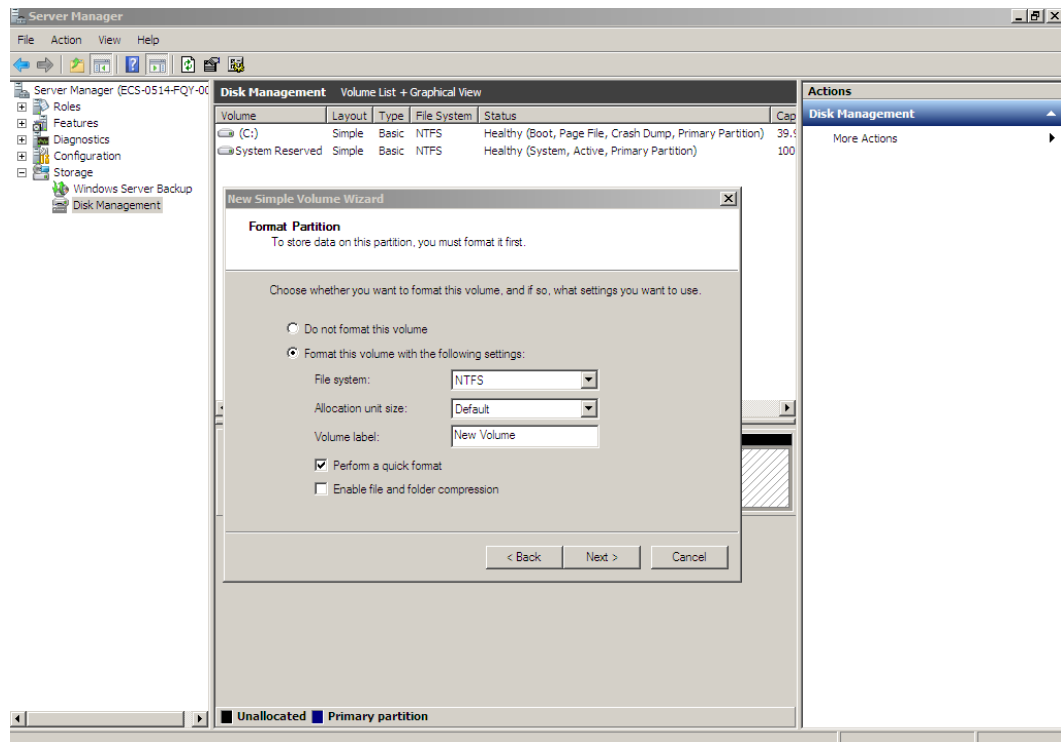 Server Manager
File Action View Help
Server Manager (ECS-0514-FQY-00
Roles
Features
Diagnostics
Configuration
Storage
Windows Server Backup
Disk Management
Disk Management Volume List + Graphical View
Volume Layout Type File System Status Cap
(C:) Simple Basic NTFS Healthy (Boot, Page File, Crash Dump, Primary Partition) 39.9
System Reserved Simple Basic NTFS Healthy (System, Active, Primary Partition) 100
New Simple Volume Wizard
Format Partition
To store data on this partition, you must format it first.
Choose whether you want to format this volume, and if so, what settings you want to use.
Do not format this volume
Format this volume with the following settings:
File system: NTFS
Allocation unit size: Default
Volume label: New Volume
Perform a quick format
Enable file and folder compression
< Back Next > Cancel
Unallocated Primary partition
Actions
Disk Management
More Actions